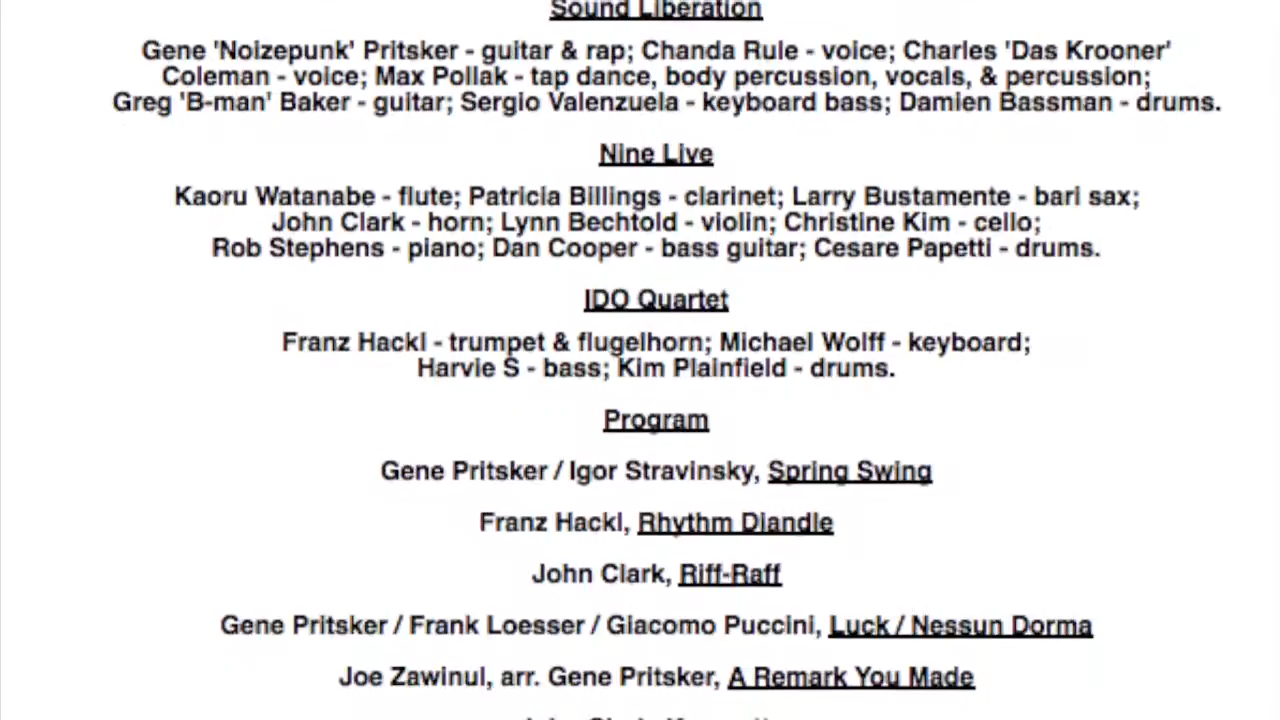 Sound Liberation
Gene 'Noizepunk' Pritsker - guitar & rap; Chanda Rule - voice; Charles 'Das Krooner'
Coleman - voice; Max Pollak - tap dance, body percussion, vocals, & percussion;
Greg 'B-man' Baker - guitar; Sergio Valenzuela - keyboard bass; Damien Bassman - drums.
Nine Live
Kaoru Watanabe - flute; Patricia Billings - clarinet; Larry Bustamente - bari sax;
John Clark - horn; Lynn Bechtold - violin; Christine Kim - cello;
Rob Stephens - piano; Dan Cooper - bass guitar; Cesare Papetti - drums.
IDO Quartet
Franz Hackl - trumpet & flugelhorn; Michael Wolff - keyboard;
Harvie S - bass; Kim Plainfield - drums.
Program
Gene Pritsker / Igor Stravinsky, Spring Swing
Franz Hackl, Rhythm Diandle
John Clark, Riff-Raff
Gene Pritsker / Frank Loesser / Giacomo Puccini, Luck / Nessun Dorma
Joe Zawinul, arr. Gene Pritsker, A Remark You Made